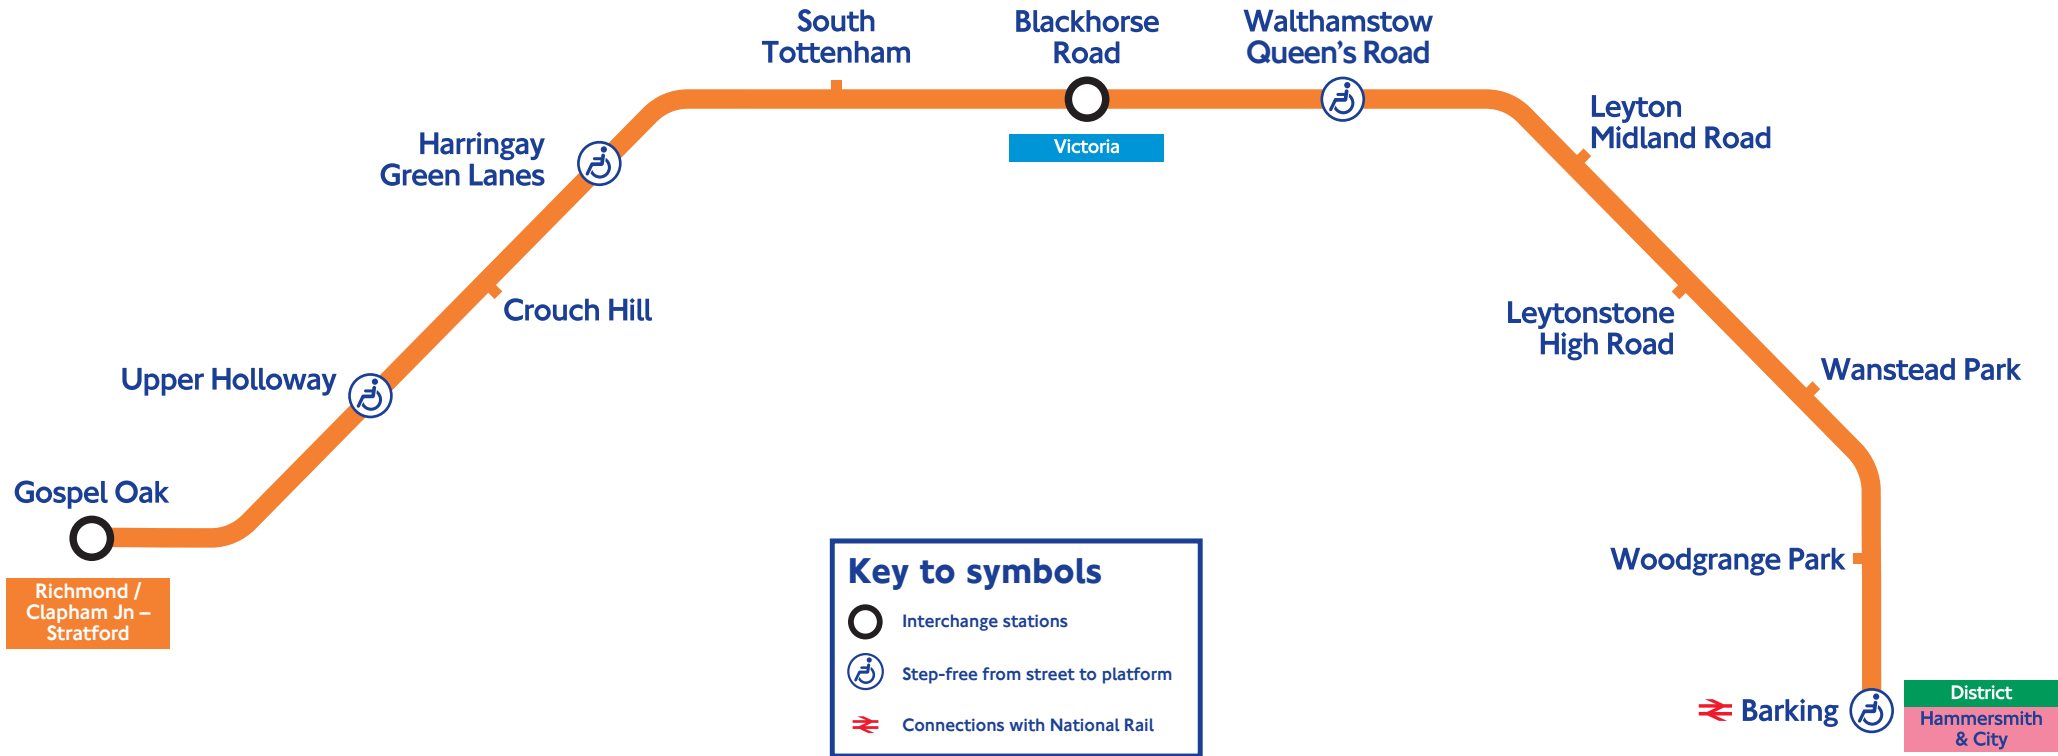 South
Tottenham
Blackhorse
Road
Victoria
Walthamstow
Queen’s Road
Leyton
Midland Road
Harringay
Green Lanes
Crouch Hill
Leytonstone
High Road
Upper Holloway
Wanstead Park
Gospel Oak
Richmond /
Clapham Jn –
Stratford
Woodgrange Park
Barking
District
Hammersmith
& City
Key to symbols
Interchange stations
Step-free from street to platform
Connections with National Rail